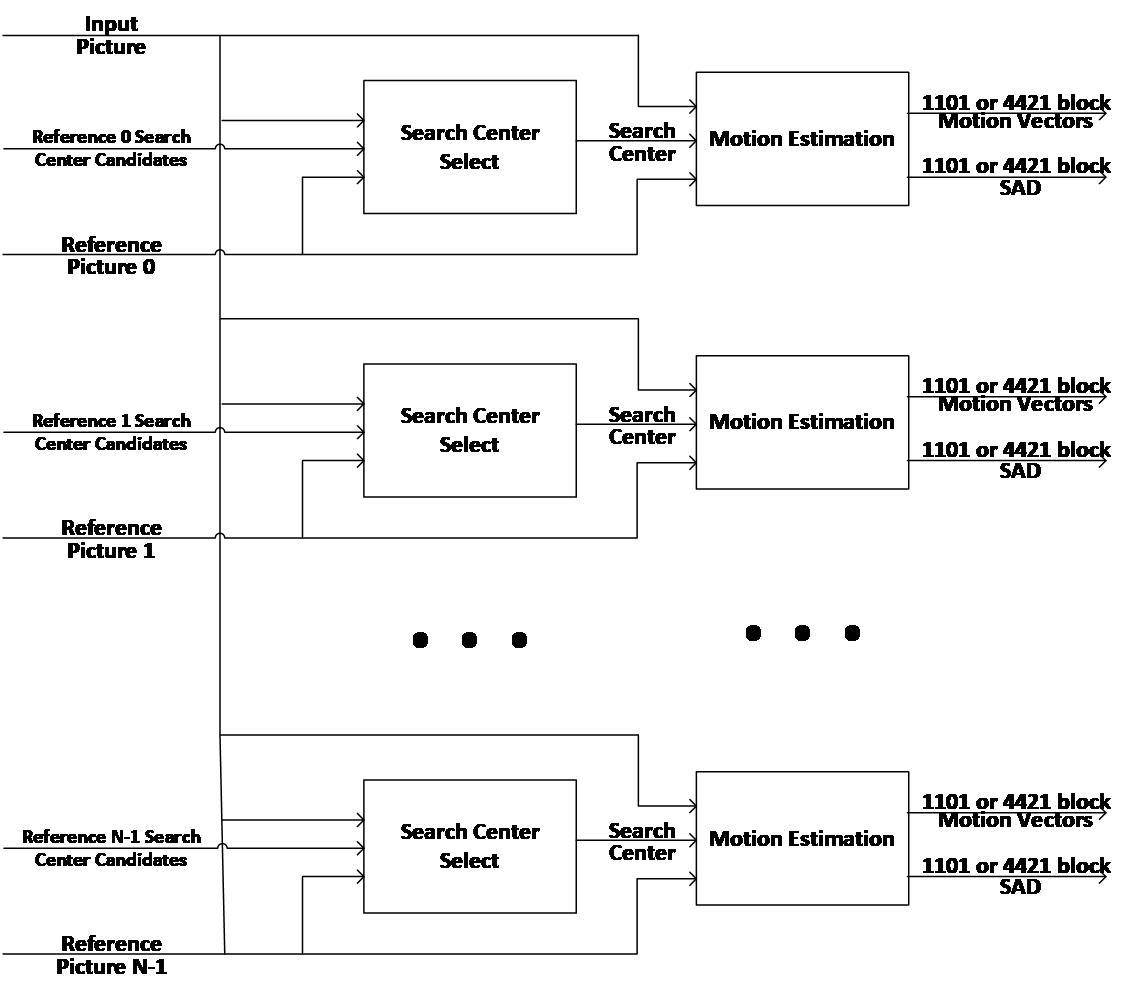 Input
Picture
Reference 0 Search
Center Candidates
Search Center
Select
Search
Center
Motion Estimation
1101 or 4421 block
Motion Vectors
1101 or 4421 block
SAD
Reference
Picture 0
Reference 1 Search
Center Candidates
Search Center
Select
Search
Center
Motion Estimation
1101 or 4421 block
Motion Vectors
1101 or 4421 block
SAD
Reference
Picture 1
Reference N-1 Search
Center Candidates
Search Center
Select
Search
Center
Motion Estimation
1101 or 4421 block
Motion Vectors
1101 or 4421 block
SAD
Reference
Picture N-1